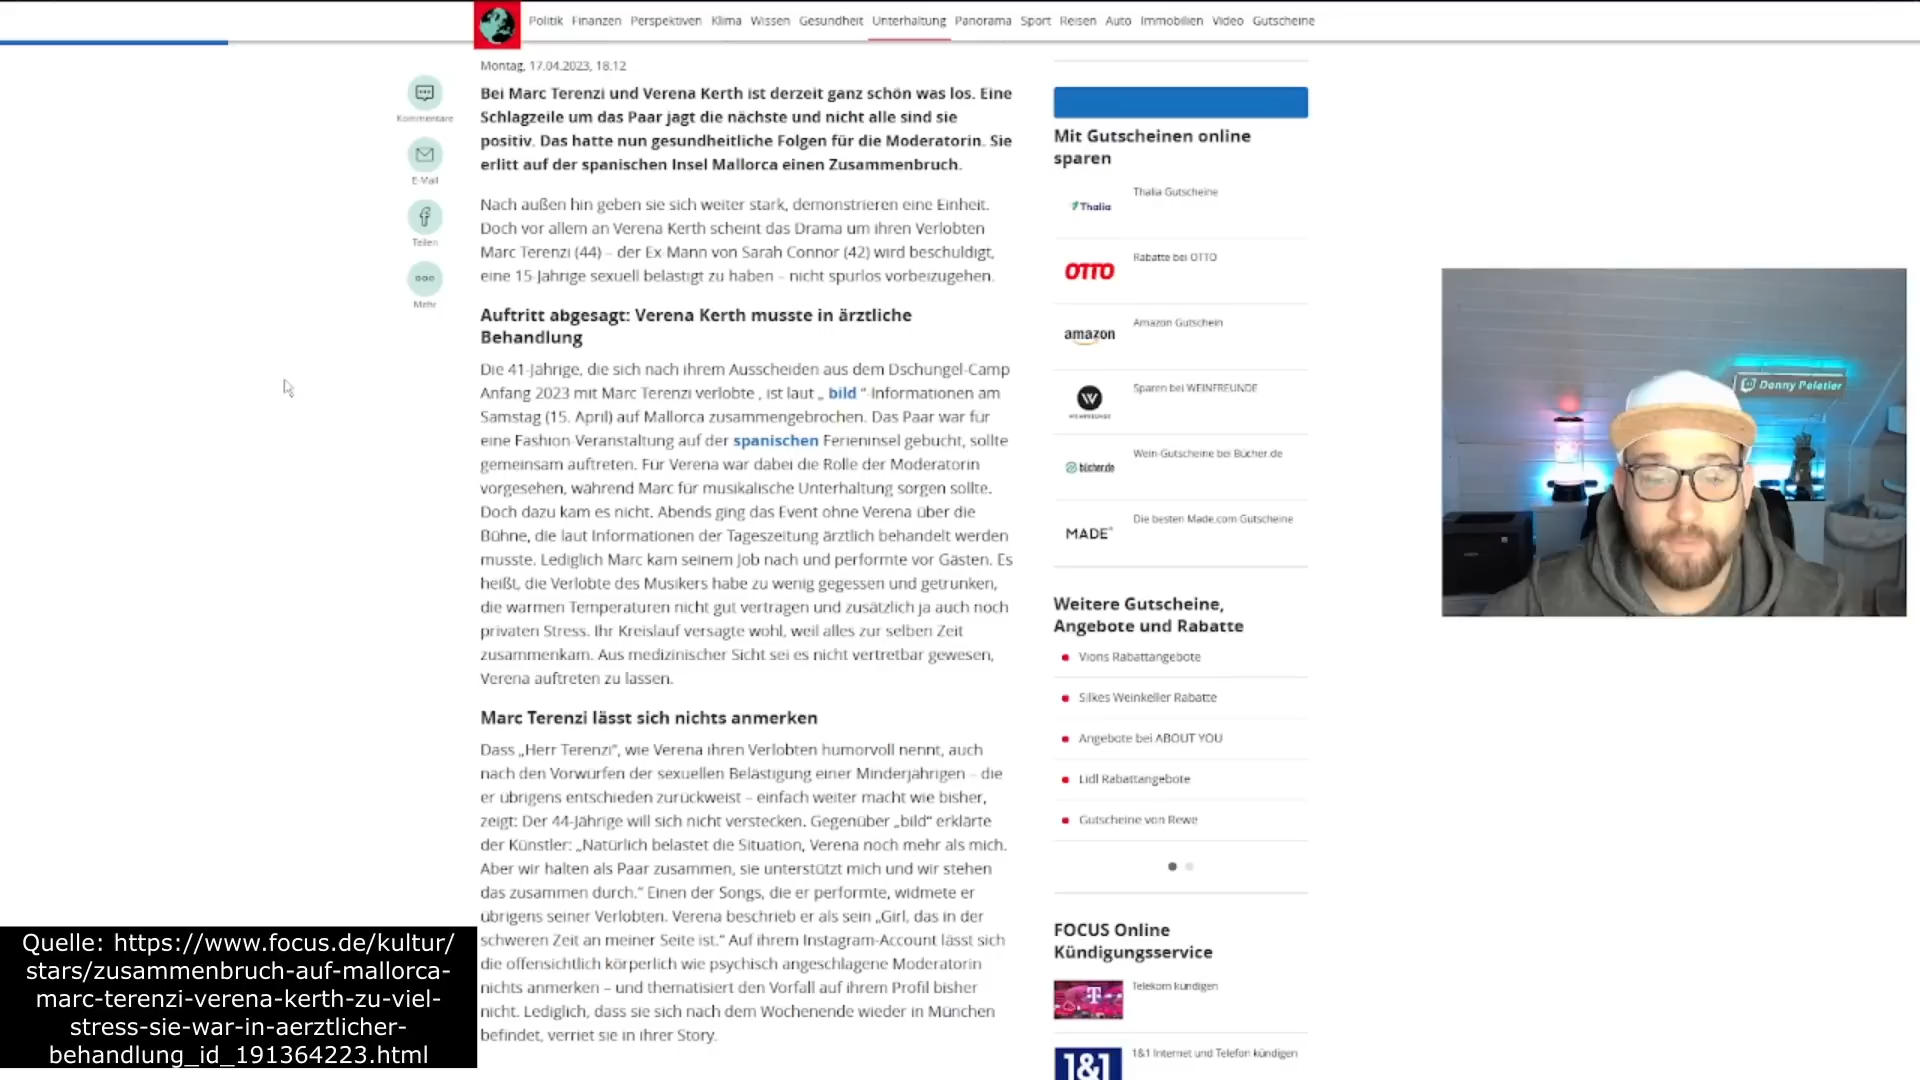 Politik Finanzen Perspektiven Klima Wissen Gesundheit Unterhaltung Panorama Sport Reisen Auto Immobilien Video Gutscheine
Montag, 17.04.2023, 18.12
Bei Marc Terenzi und Verena Kerth ist derzeit ganz schön was los. Eine
Schlagzeile um das Paar jagt die nächste und nicht alle sind sie
positiv. Das hatte nun gesundheitliche Folgen für die Moderatorin. Sie
erlitt auf der spanischen Insel Mallorca einen Zusammenbruch.
Nach außen hin geben sie sich weiter stark, demonstrieren eine Einheit.
Doch vor allem an Verena Kerth scheint das Drama um ihren Verlobten
Marc Terenzi (44) – der Ex-Mann von Sarah Connor (42) wird beschuldigt,
eine 15-Jährige sexuell belästigt zu haben – nicht spurlos vorbeizugehen.
Auftritt abgesagt: Verena Kerth musste in ärztliche
Behandlung
Die 41-Jährige, die sich nach ihrem Ausscheiden aus dem Dschungel-Camp
Anfang 2023 mit Marc Terenzi verlobte , ist laut „ bild "-Informationen am
Samstag (15. April) auf Mallorca zusammengebrochen. Das Paar war für
eine Fashion-Veranstaltung auf der spanischen Ferieninsel gebucht, sollte
gemeinsam auftreten. Für Verena war dabei die Rolle der Moderatorin
vorgesehen, während Marc für musikalische Unterhaltung sorgen sollte.
Doch dazu kam es nicht. Abends ging das Event ohne Verena über die
Bühne, die laut Informationen der Tageszeitung ärztlich behandelt werden
musste. Lediglich Marc kam seinem Job nach und performte vor Gästen. Es
heißt, die Verlobte des Musikers habe zu wenig gegessen und getrunken,
die warmen Temperaturen nicht gut vertragen und zusätzlich ja auch noch
privaten Stress. Ihr Kreislauf versagte wohl, weil alles zur selben Zeit
zusammenkam. Aus medizinischer Sicht sei es nicht vertretbar gewesen,
Verena auftreten zu lassen.
Marc Terenzi lässt sich nichts anmerken
Dass „Herr Terenzi", wie Verena ihren Verlobten humorvoll nennt, auch
nach den Vorwürfen der sexuellen Belästigung einer Minderjährigen – die
er übrigens entschieden zurückweist – einfach weiter macht wie bisher,
zeigt: Der 44-Jährige will sich nicht verstecken. Gegenüber „bild" erklärte
der Künstler: „Natürlich belastet die Situation, Verena noch mehr als mich.
Aber wir halten als Paar zusammen, sie unterstützt mich und wir stehen
das zusammen durch." Einen der Songs, die er performte, widmete er
übrigens seiner Verlobten. Verena beschrieb er als sein „Girl, das in der
schweren Zeit an meiner Seite ist." Auf ihrem Instagram-Account lässt sich
die offensichtlich körperlich wie psychisch angeschlagene Moderatorin
nichts anmerken – und thematisiert den Vorfall auf ihrem Profil bisher
nicht. Lediglich, dass sie sich nach dem Wochenende wieder in München
befindet, verriet sie in ihrer Story.
Kommentare
E-Mail
Teilen
Mehr
Mit Gutscheinen online
sparen
Thalia
Thalia Gutscheine
OTTO
Rabatte bei OTTO
amazon
Amazon Gutschein
WEINFREUNDE
Sparen bei WEINFREUNDE
bücher.de
Wein-Gutscheine bei Bücher.de
MADE
Die besten Made.com Gutscheine
Weitere Gutscheine,
Angebote und Rabatte
Vions Rabattangebote
Silkes Weinkeller Rabatte
Angebote bei ABOUT YOU
Lidl Rabattangebote
Gutscheine von Rewe
FOCUS Online
Kündigungsservice
T
Telekom kündigen
1&1
1&1 Internet und Telefon kündigen
Donny Peletier
Quelle: https://www.focus.de/kultur/
stars/zusammenbruch-auf-mallorca-
marc-terenzi-verena-kerth-zu-viel-
stress-sie-war-in-aerztlicher-
behandlung_id_191364223.html